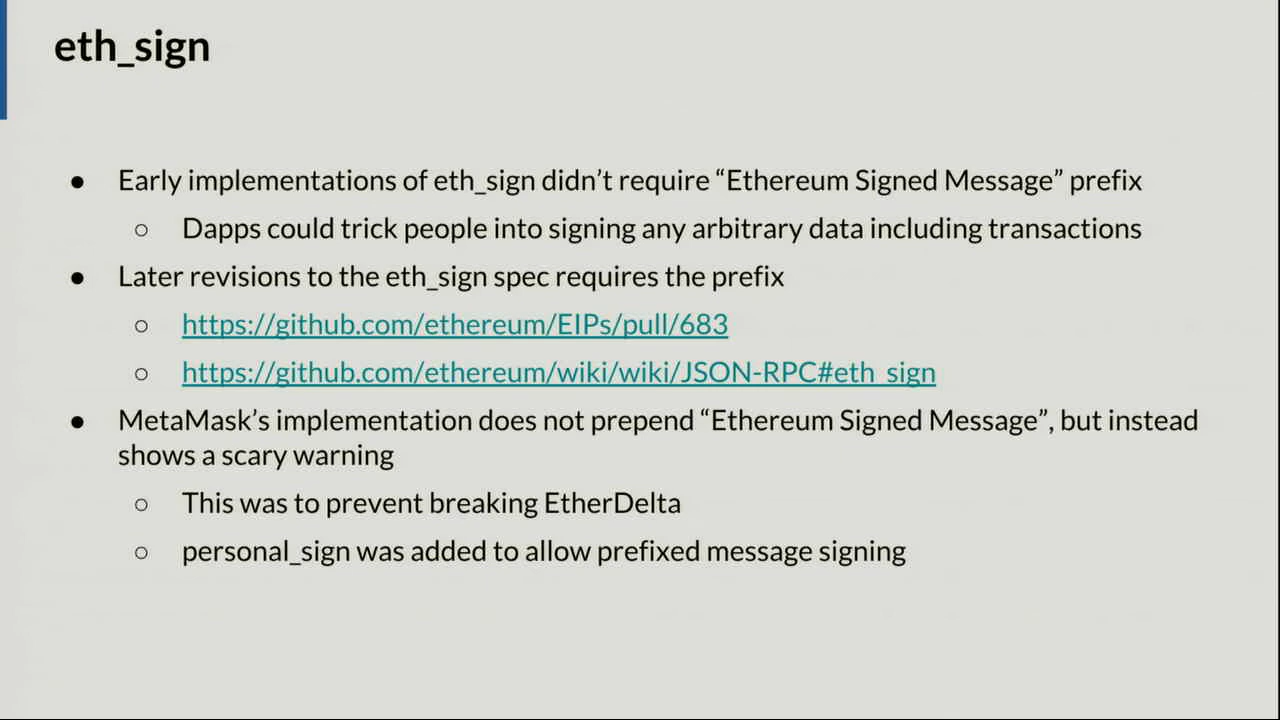 eth_sign
● Early implementations of eth_sign didn’t require “Ethereum Signed Message” prefix
○ Dapps could trick people into signing any arbitrary data including transactions
● Later revisions to the eth_sign spec requires the prefix
○ https://github.com/ethereum/EIPs/pull/683
○ https://github.com/ethereum/wiki/wiki/JSON-RPC#eth_sign
● MetaMask’s implementation does not prepend “Ethereum Signed Message”, but instead
shows a scary warning
○ This was to prevent breaking EtherDelta
○ personal_sign was added to allow prefixed message signing